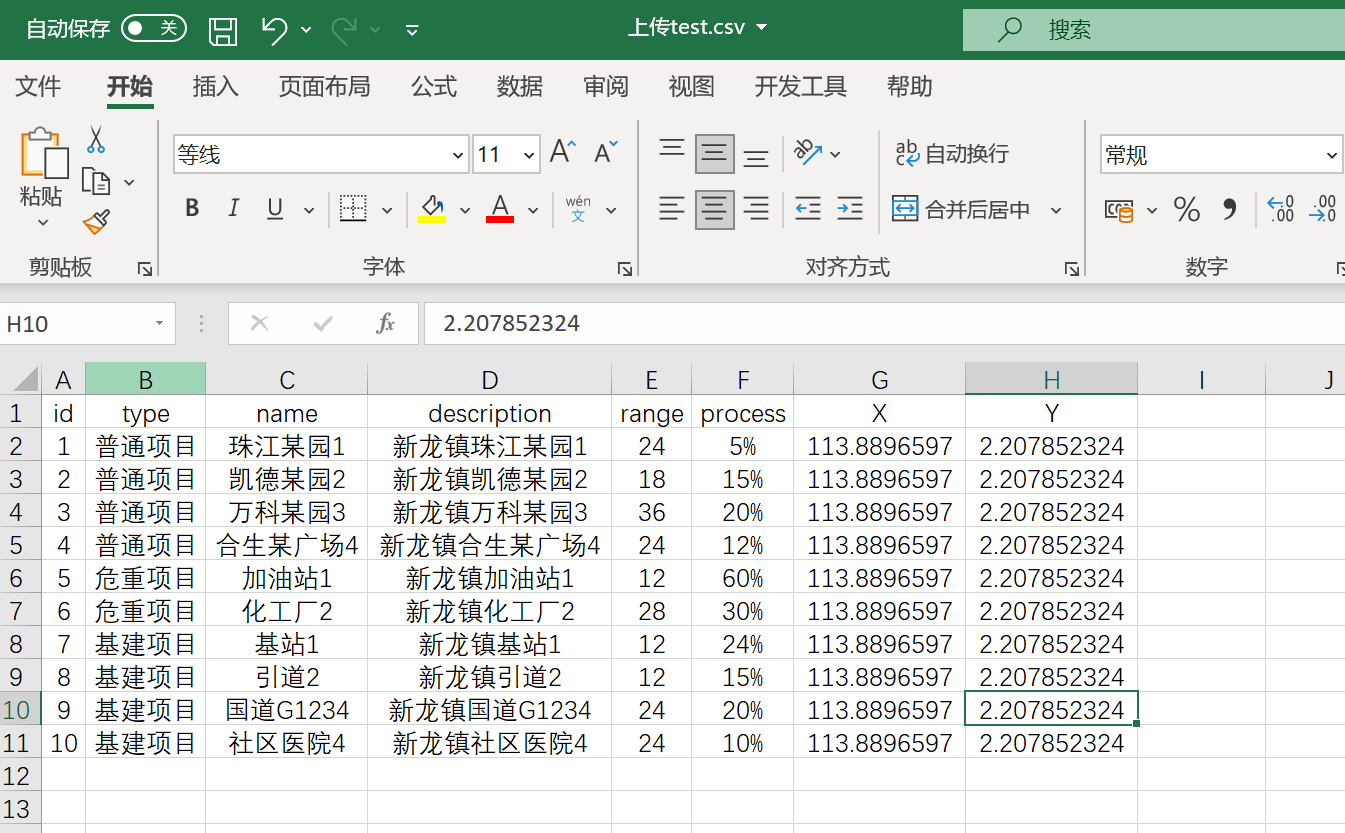 自动保存 关 上传test.csv 搜索
文件 开始 插入 页面布局 公式 数据 审阅 视图 开发工具 帮助
粘贴 等线 11 A A ab c 自动换行 常规
B I U A wén 文 合并后居中 % .00 .0 .00 .0
剪贴板 字体 对齐方式 数字
H10 fx 2.207852324
A B C D E F G H I J
1 id type name description range process X Y
2 1 普通项目 珠江某园1 新龙镇珠江某园1 24 5% 113.8896597 2.207852324
3 2 普通项目 凯德某园2 新龙镇凯德某园2 18 15% 113.8896597 2.207852324
4 3 普通项目 万科某园3 新龙镇万科某园3 36 20% 113.8896597 2.207852324
5 4 普通项目 合生某广场4 新龙镇合生某广场4 24 12% 113.8896597 2.207852324
6 5 危重项目 加油站1 新龙镇加油站1 12 60% 113.8896597 2.207852324
7 6 危重项目 化工厂2 新龙镇化工厂2 28 30% 113.8896597 2.207852324
8 7 基建项目 基站1 新龙镇基站1 12 24% 113.8896597 2.207852324
9 8 基建项目 引道2 新龙镇引道2 12 15% 113.8896597 2.207852324
10 9 基建项目 国道G1234 新龙镇国道G1234 24 20% 113.8896597 2.207852324
11 10 基建项目 社区医院4 新龙镇社区医院4 24 10% 113.8896597 2.207852324
12
13